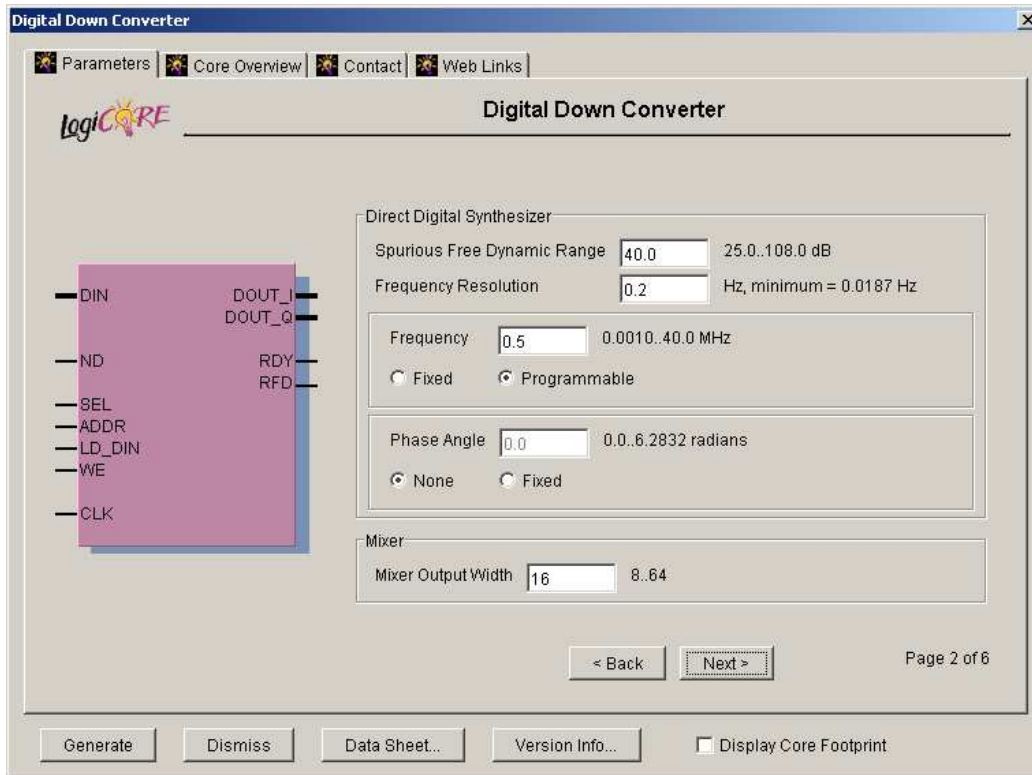 Digital Down Converter
Parameters Core Overview Contact Web Links
LogiCORE
Digital Down Converter
DIN
ND
SEL
ADDR
LD_DIN
WE
CLK
DOUT_I
DOUT_Q
RDY
RFD
Direct Digital Synthesizer
Spurious Free Dynamic Range 40.0 25.0..108.0 dB
Frequency Resolution 0.2 Hz, minimum = 0.0187 Hz
Frequency 0.5 0.0010..40.0 MHz
Fixed Programmable
Phase Angle 0.0 0.0..6.2832 radians
None Fixed
Mixer
Mixer Output Width 16 8..64
< Back Next > Page 2 of 6
Generate Dismiss Data Sheet... Version Info... Display Core Footprint